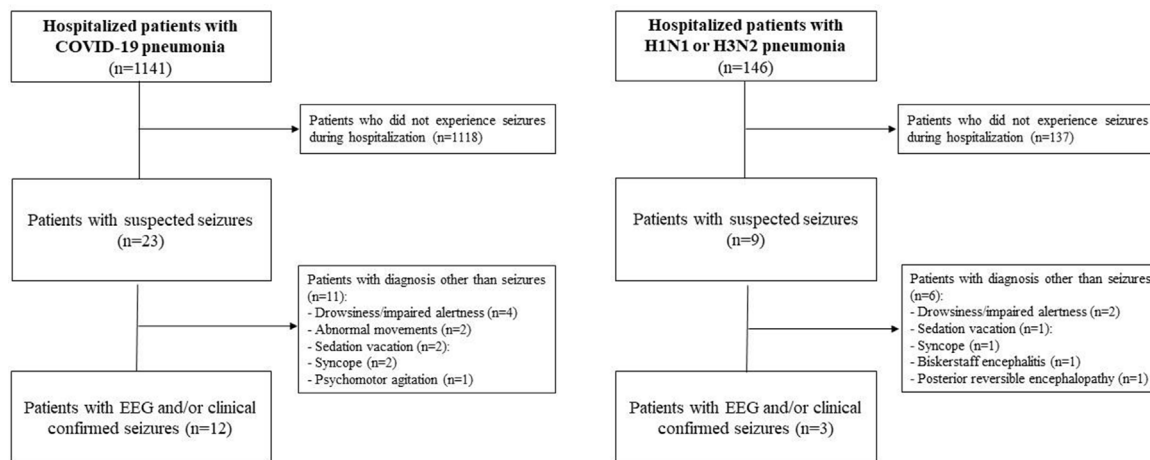 Hospitalized patients with
COVID-19 pneumonia
(n=1141)
Patients who did not experience seizures
during hospitalization (n=1118)
Patients with suspected seizures
(n=23)
Patients with diagnosis other than seizures
(n=11):
- Drowsiness/impaired alertness (n=4)
- Abnormal movements (n=2)
- Sedation vacation (n=2):
- Syncope (n=2)
- Psychomotor agitation (n=1)
Patients with EEG and/or clinical
confirmed seizures (n=12)
Hospitalized patients with
H1N1 or H3N2 pneumonia
(n=146)
Patients who did not experience seizures
during hospitalization (n=137)
Patients with suspected seizures
(n=9)
Patients with diagnosis other than seizures
(n=6):
- Drowsiness/impaired alertness (n=2)
- Sedation vacation (n=1):
- Syncope (n=1)
- Biskerstaff encephalitis (n=1)
- Posterior reversible encephalopathy (n=1)
Patients with EEG and/or clinical
confirmed seizures (n=3)